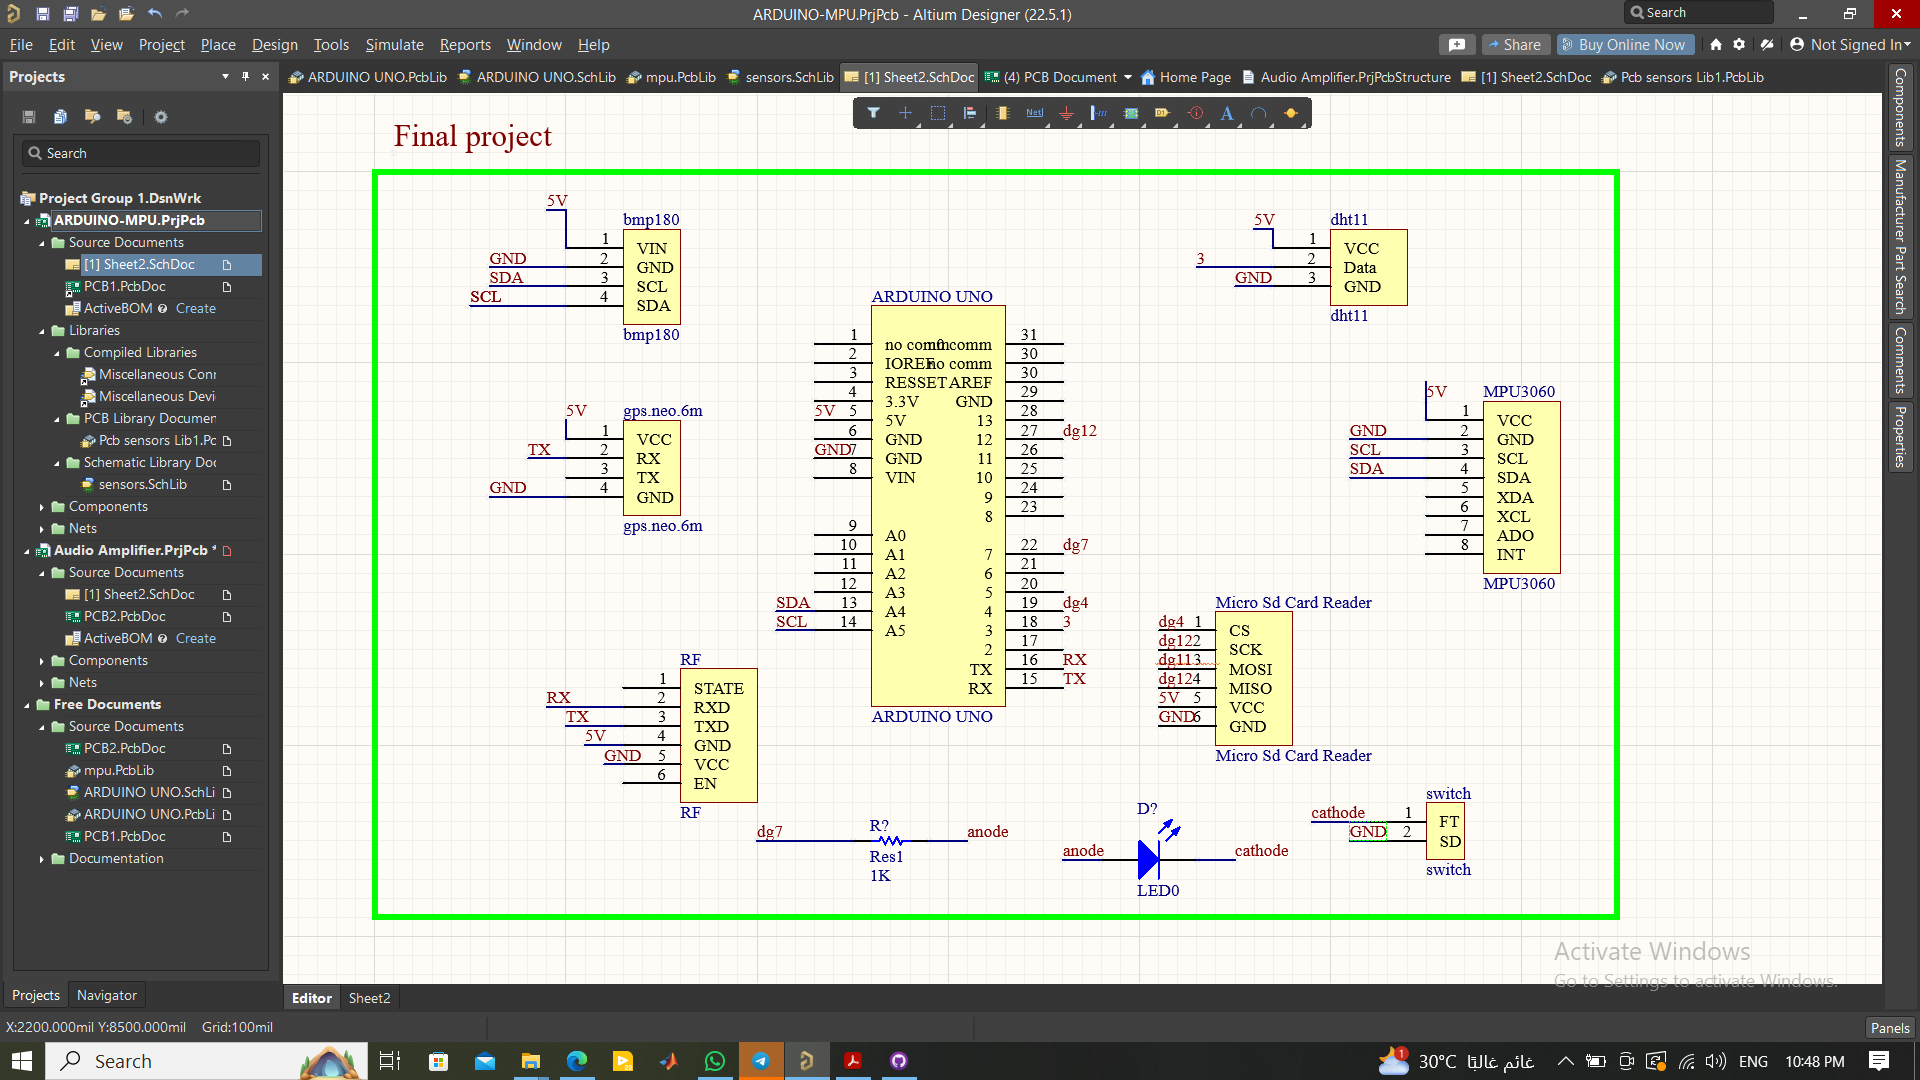 ARDUINO-MPU.PrjPcb - Altium Designer (22.5.1)
Search
File Edit View Project Place Design Tools Simulate Reports Window Help
Share
Buy Online Now
Not Signed In
Projects
ARDUINO UNO.PcbLib
ARDUINO UNO.SchLib
mpu.PcbLib
sensors.SchLib
[1] Sheet2.SchDoc
(4) PCB Document
Home Page
Audio Amplifier.PrjPcbStructure
[1] Sheet2.SchDoc
Pcb sensors Lib1.PcbLib
Search
Project Group 1.DsnWrk
ARDUINO-MPU.PrjPcb
Source Documents
[1] Sheet2.SchDoc
PCB1.PcbDoc
ActiveBOM Create
Libraries
Compiled Libraries
Miscellaneous Conr
Miscellaneous Devi
PCB Library Documer
Pcb sensors Lib1.Pc
Schematic Library Doc
sensors.SchLib
Components
Nets
Audio Amplifier.PrjPcb *
Source Documents
[1] Sheet2.SchDoc
PCB2.PcbDoc
ActiveBOM Create
Components
Nets
Free Documents
Source Documents
PCB2.PcbDoc
mpu.PcbLib
ARDUINO UNO.SchLi
ARDUINO UNO.PcbLi
PCB1.PcbDoc
Documentation
Projects Navigator
Final project
5V
bmp180
1 VIN
GND 2 GND
SDA 3 SCL
SCL 4 SDA
bmp180
5V
gps.neo.6m
1 VCC
TX 2 RX
3 TX
GND 4 GND
gps.neo.6m
RF
1 STATE
RX 2 RXD
TX 3 TXD
5V 4 GND
GND 5 VCC
6 EN
RF
ARDUINO UNO
1 no comm
2 IOREF
3 RESSET
4 3.3V
5V 5 5V
6 GND
GND 7 GND
8 VIN
9 A0
10 A1
11 A2
12 A3
SDA 13 A4
SCL 14 A5
no comm 31
no comm 30
AREF 30
GND 29
13 28
12 27 dg12
11 26
10 25
9 24
8 23
7 22 dg7
6 21
5 20
4 19 dg4
3 18 3
2 17
TX 16 RX
RX 15 TX
ARDUINO UNO
5V
dht11
1 VCC
3 2 Data
GND 3 GND
dht11
5V
MPU3060
1 VCC
GND 2 GND
SCL 3 SCL
SDA 4 SDA
5 XDA
6 XCL
7 ADO
8 INT
MPU3060
Micro Sd Card Reader
dg4 1 CS
dg12 2 SCK
dg11 3 MOSI
dg12 4 MISO
5V 5 VCC
GND 6 GND
Micro Sd Card Reader
dg7
R?
Res1
1K
anode
D?
anode
cathode
LED0
switch
cathode 1 FT
GND 2 SD
switch
Components
Manufacturer Part Search
Comments
Properties
Activate Windows
Go to Settings to activate Windows.
Editor Sheet2
X:2200.000mil Y:8500.000mil Grid:100mil
Panels
Search
1
30°C غائم غالبًا
ENG
10:48 PM